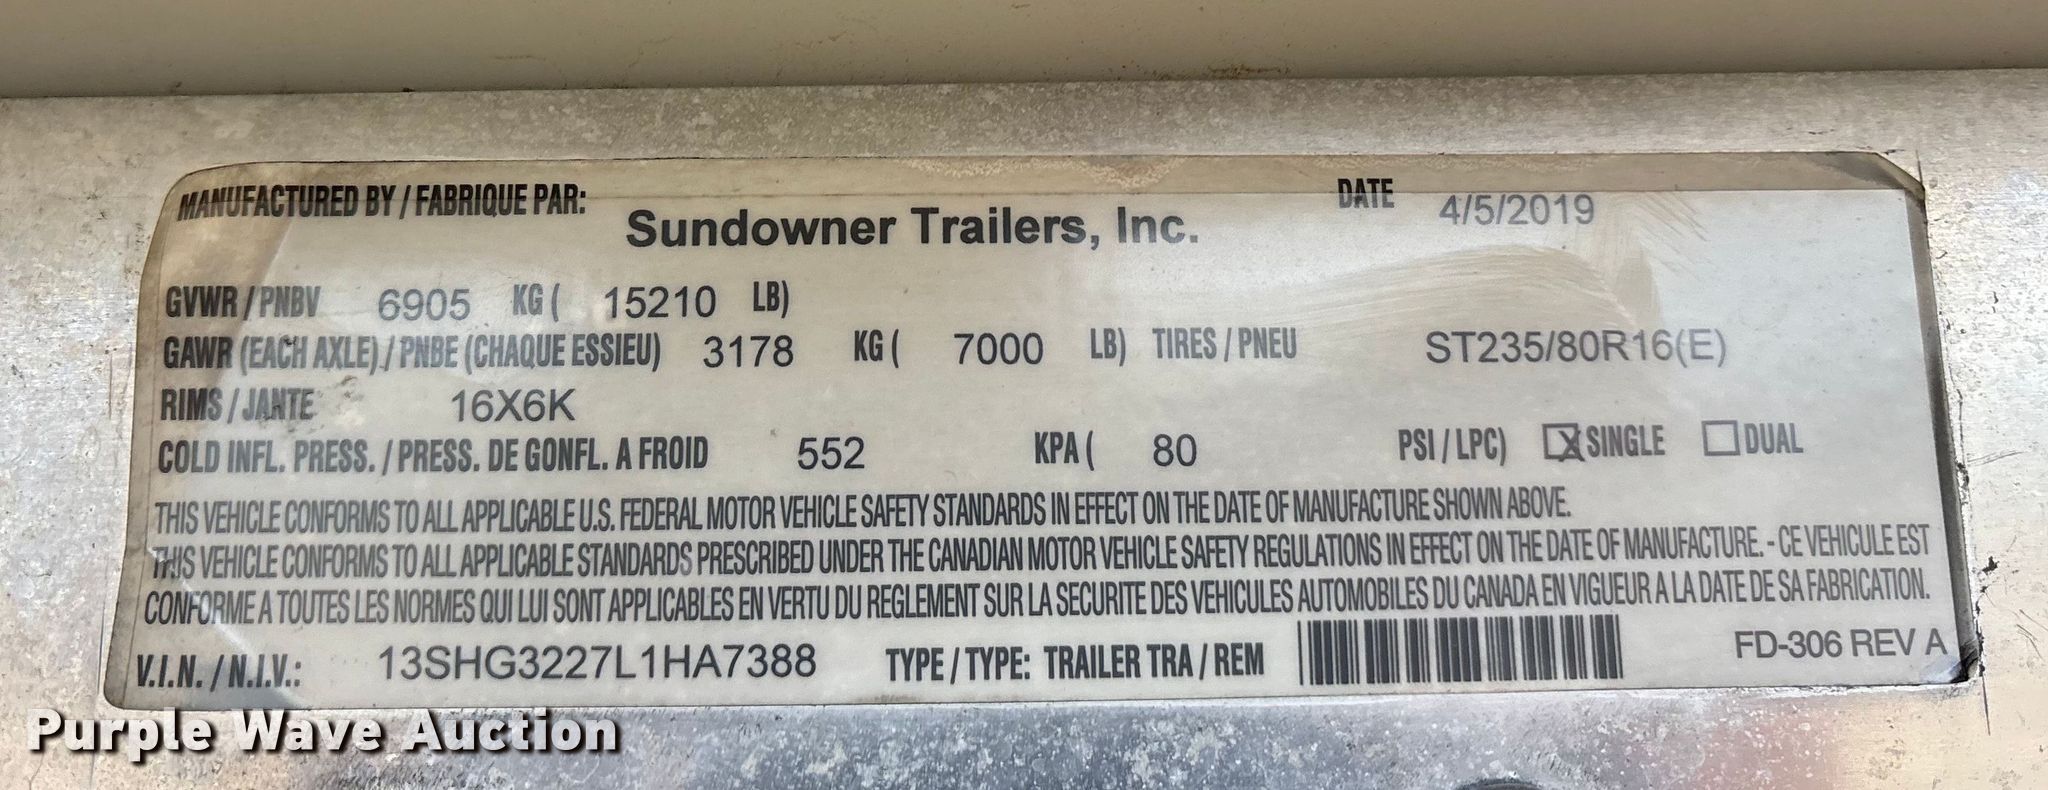 MANUFACTURED BY / FABRIQUE PAR: Sundowner Trailers, Inc. DATE 4/5/2019
GVWR / PNBV 6905 KG ( 15210 LB)
GAWR (EACH AXLE) / PNBE (CHAQUE ESSIEU) 3178 KG ( 7000 LB) TIRES / PNEU ST235/80R16(E)
RIMS / JANTE 16X6K
COLD INFL. PRESS. / PRESS. DE GONFL. A FROID 552 KPA ( 80 PSI / LPC) X SINGLE DUAL
THIS VEHICLE CONFORMS TO ALL APPLICABLE U.S. FEDERAL MOTOR VEHICLE SAFETY STANDARDS IN EFFECT ON THE DATE OF MANUFACTURE SHOWN ABOVE.
THIS VEHICLE CONFORMS TO ALL APPLICABLE STANDARDS PRESCRIBED UNDER THE CANADIAN MOTOR VEHICLE SAFETY REGULATIONS IN EFFECT ON THE DATE OF MANUFACTURE. - CE VEHICULE EST
CONFORME A TOUTES LES NORMES QUI LUI SONT APPLICABLES EN VERTU DU REGLEMENT SUR LA SECURITE DES VEHICULES AUTOMOBILES DU CANADA EN VIGUEUR A LA DATE DE SA FABRICATION.
V.I.N. / N.I.V.: 13SHG3227L1HA7388 TYPE / TYPE: TRAILER TRA / REM FD-306 REV A
Purple Wave Auction